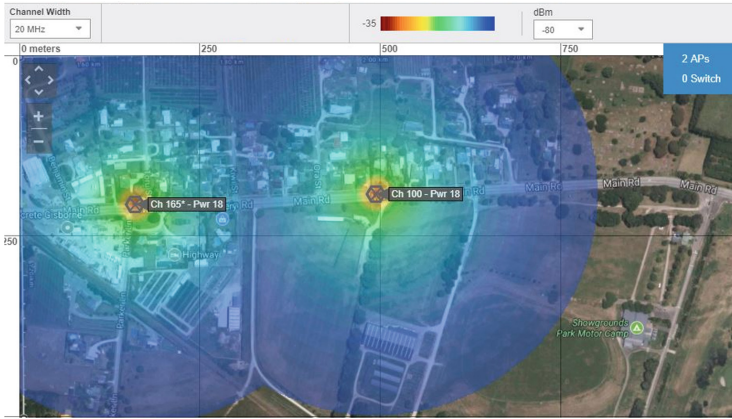 Channel Width
20 MHz
-35
dBm
-80
0 meters
250
500
750
2 APs
0 Switch
0
Ch 165* - Pwr 18
Ch 100 - Pwr 18
Main Rd
Main Rd
Main Rd
Main Rd
Rd
Rd
250
Highway
Showgrounds
Park Motor Camp